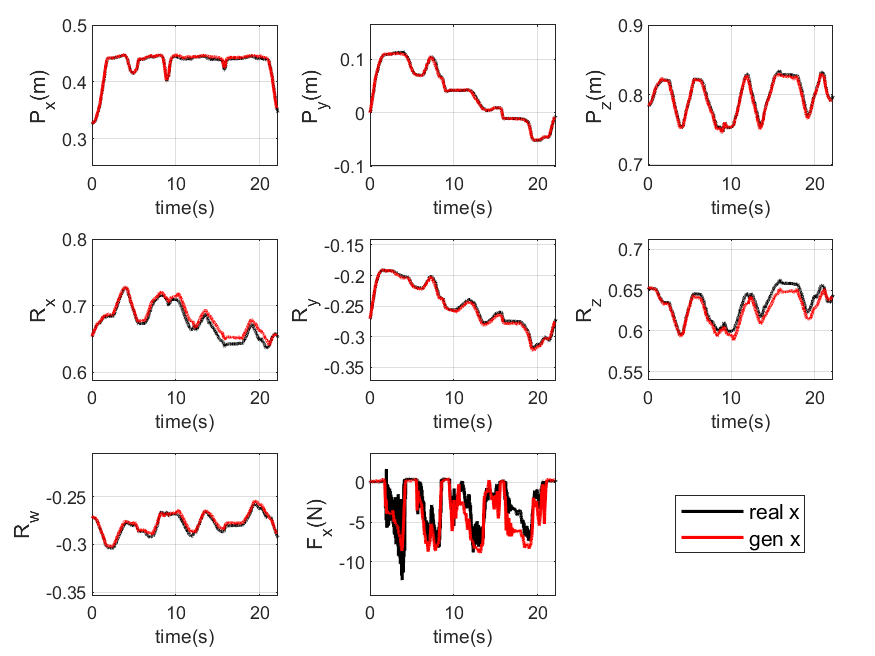 0.5
0.4
0.3
P_x(m)
0 10 20
time(s)
0.1
0
-0.1
P_y(m)
0 10 20
time(s)
0.9
0.8
0.7
P_z(m)
0 10 20
time(s)
0.8
0.7
0.6
R_x
0 10 20
time(s)
-0.15
-0.2
-0.25
-0.3
-0.35
R_y
0 10 20
time(s)
0.7
0.65
0.6
0.55
R_z
0 10 20
time(s)
-0.25
-0.3
-0.35
R_w
0 10 20
time(s)
0
-5
-10
F_x(N)
0 10 20
time(s)
real x
gen x